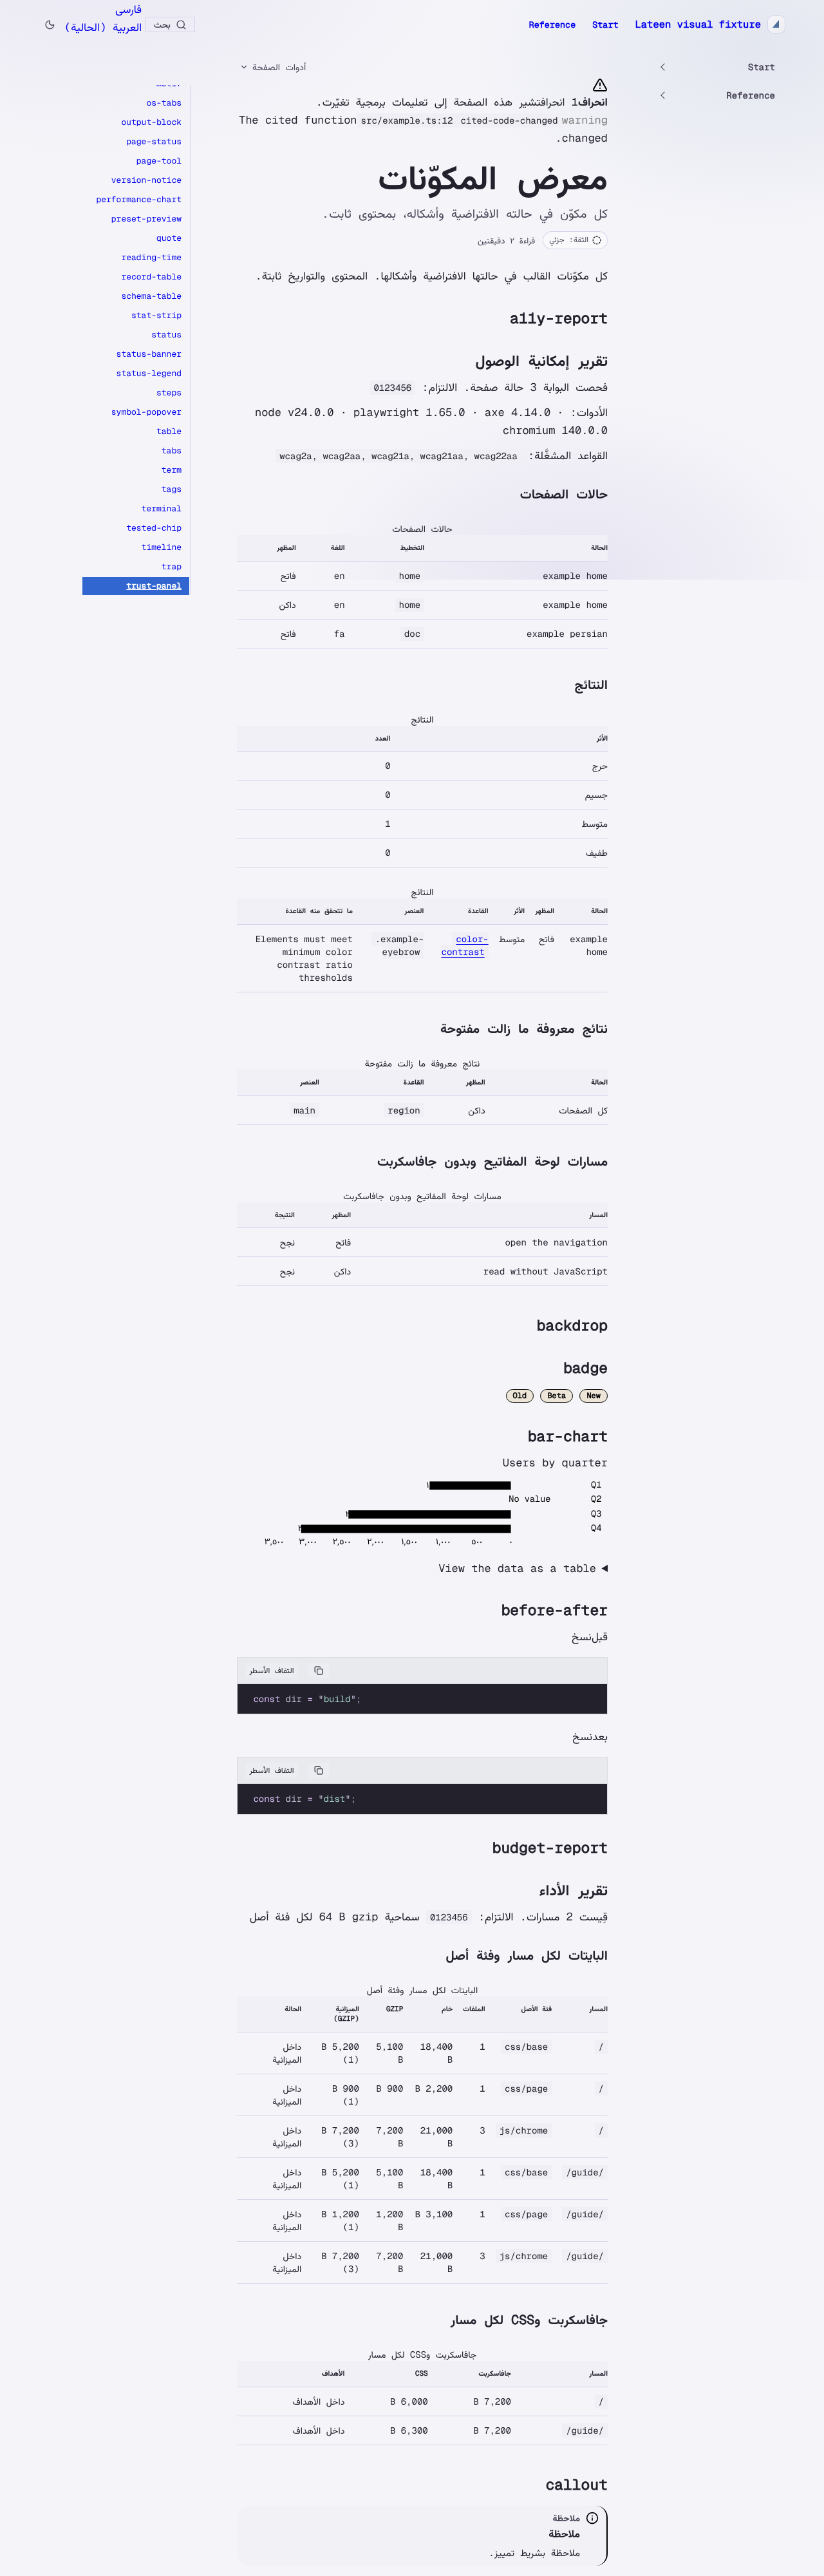 Lateen visual fixture
Start
Reference
بحث
فارسی
العربية (الحالية)
Start
Reference
أدوات الصفحة
os-tabs
output-block
page-status
page-tool
version-notice
performance-chart
preset-preview
quote
reading-time
record-table
schema-table
stat-strip
status
status-banner
status-legend
steps
symbol-popover
table
tabs
term
tags
terminal
tested-chip
timeline
trap
trust-panel
انحراف1 انحرافتشير هذه الصفحة إلى تعليمات برمجية تغيّرت.
warning cited-code-changed src/example.ts:12 The cited function
changed.
معرض المكوّنات
كل مكوّن في حالته الافتراضية وأشكاله، بمحتوى ثابت.
الثقة: جزئي
قراءة ٢ دقيقتين
كل مكوّنات القالب في حالتها الافتراضية وأشكالها. المحتوى والتواريخ ثابتة.
a11y-report
تقرير إمكانية الوصول
فحصت البوابة 3 حالة صفحة. الالتزام: 0123456
الأدوات: node v24.0.0 · playwright 1.65.0 · axe 4.14.0 ·
chromium 140.0.0
القواعد المشغَّلة: wcag2a, wcag2aa, wcag21a, wcag21aa, wcag22aa
حالات الصفحات
حالات الصفحات
الحالة التخطيط اللغة المظهر
example home home en فاتح
example home home en داكن
example persian doc fa فاتح
النتائج
النتائج
الأثر العدد
حرج 0
جسيم 0
متوسط 1
طفيف 0
النتائج
الحالة المظهر الأثر القاعدة العنصر ما تتحقق منه القاعدة
example home فاتح متوسط color-contrast .example-eyebrow Elements must meet
minimum color
contrast ratio
thresholds
نتائج معروفة ما زالت مفتوحة
نتائج معروفة ما زالت مفتوحة
الحالة المظهر القاعدة العنصر
كل الصفحات داكن region main
مسارات لوحة المفاتيح وبدون جافاسكربت
مسارات لوحة المفاتيح وبدون جافاسكربت
المسار المظهر النتيجة
open the navigation فاتح نجح
read without JavaScript داكن نجح
backdrop
badge
New Beta Old
bar-chart
Users by quarter
Q1
Q2 No value
Q3
Q4
٠ ٥٠٠ ١٬٠٠٠ ١٬٥٠٠ ٢٬٠٠٠ ٢٬٥٠٠ ٣٬٠٠٠ ٣٬٥٠٠
View the data as a table
before-after
قبلنسخ
التفاف الأسطر
const dir = "build";
بعدنسخ
التفاف الأسطر
const dir = "dist";
budget-report
تقرير الأداء
قِيست 2 مسارات. الالتزام: 0123456 سماحية 64 B gzip لكل فئة أصل
البايتات لكل مسار وفئة أصل
البايتات لكل مسار وفئة أصل
المسار فئة الأصل الملفات خام GZIP الميزانية (GZIP) الحالة
/ css/base 1 18,400 B 5,100 B 5,200 B (1) داخل الميزانية
/ css/page 1 2,200 B 900 B 900 B (1) داخل الميزانية
/ js/chrome 3 21,000 B 7,200 B 7,200 B (3) داخل الميزانية
/guide/ css/base 1 18,400 B 5,100 B 5,200 B (1) داخل الميزانية
/guide/ css/page 1 3,100 B 1,200 B 1,200 B (1) داخل الميزانية
/guide/ js/chrome 3 21,000 B 7,200 B 7,200 B (3) داخل الميزانية
جافاسكربت وCSS لكل مسار
جافاسكربت وCSS لكل مسار
المسار جافاسكربت CSS الأهداف
/ 7,200 B 6,000 B داخل الأهداف
/guide/ 7,200 B 6,300 B داخل الأهداف
callout
ملاحظة
ملاحظة
ملاحظة بشريط تمييز.